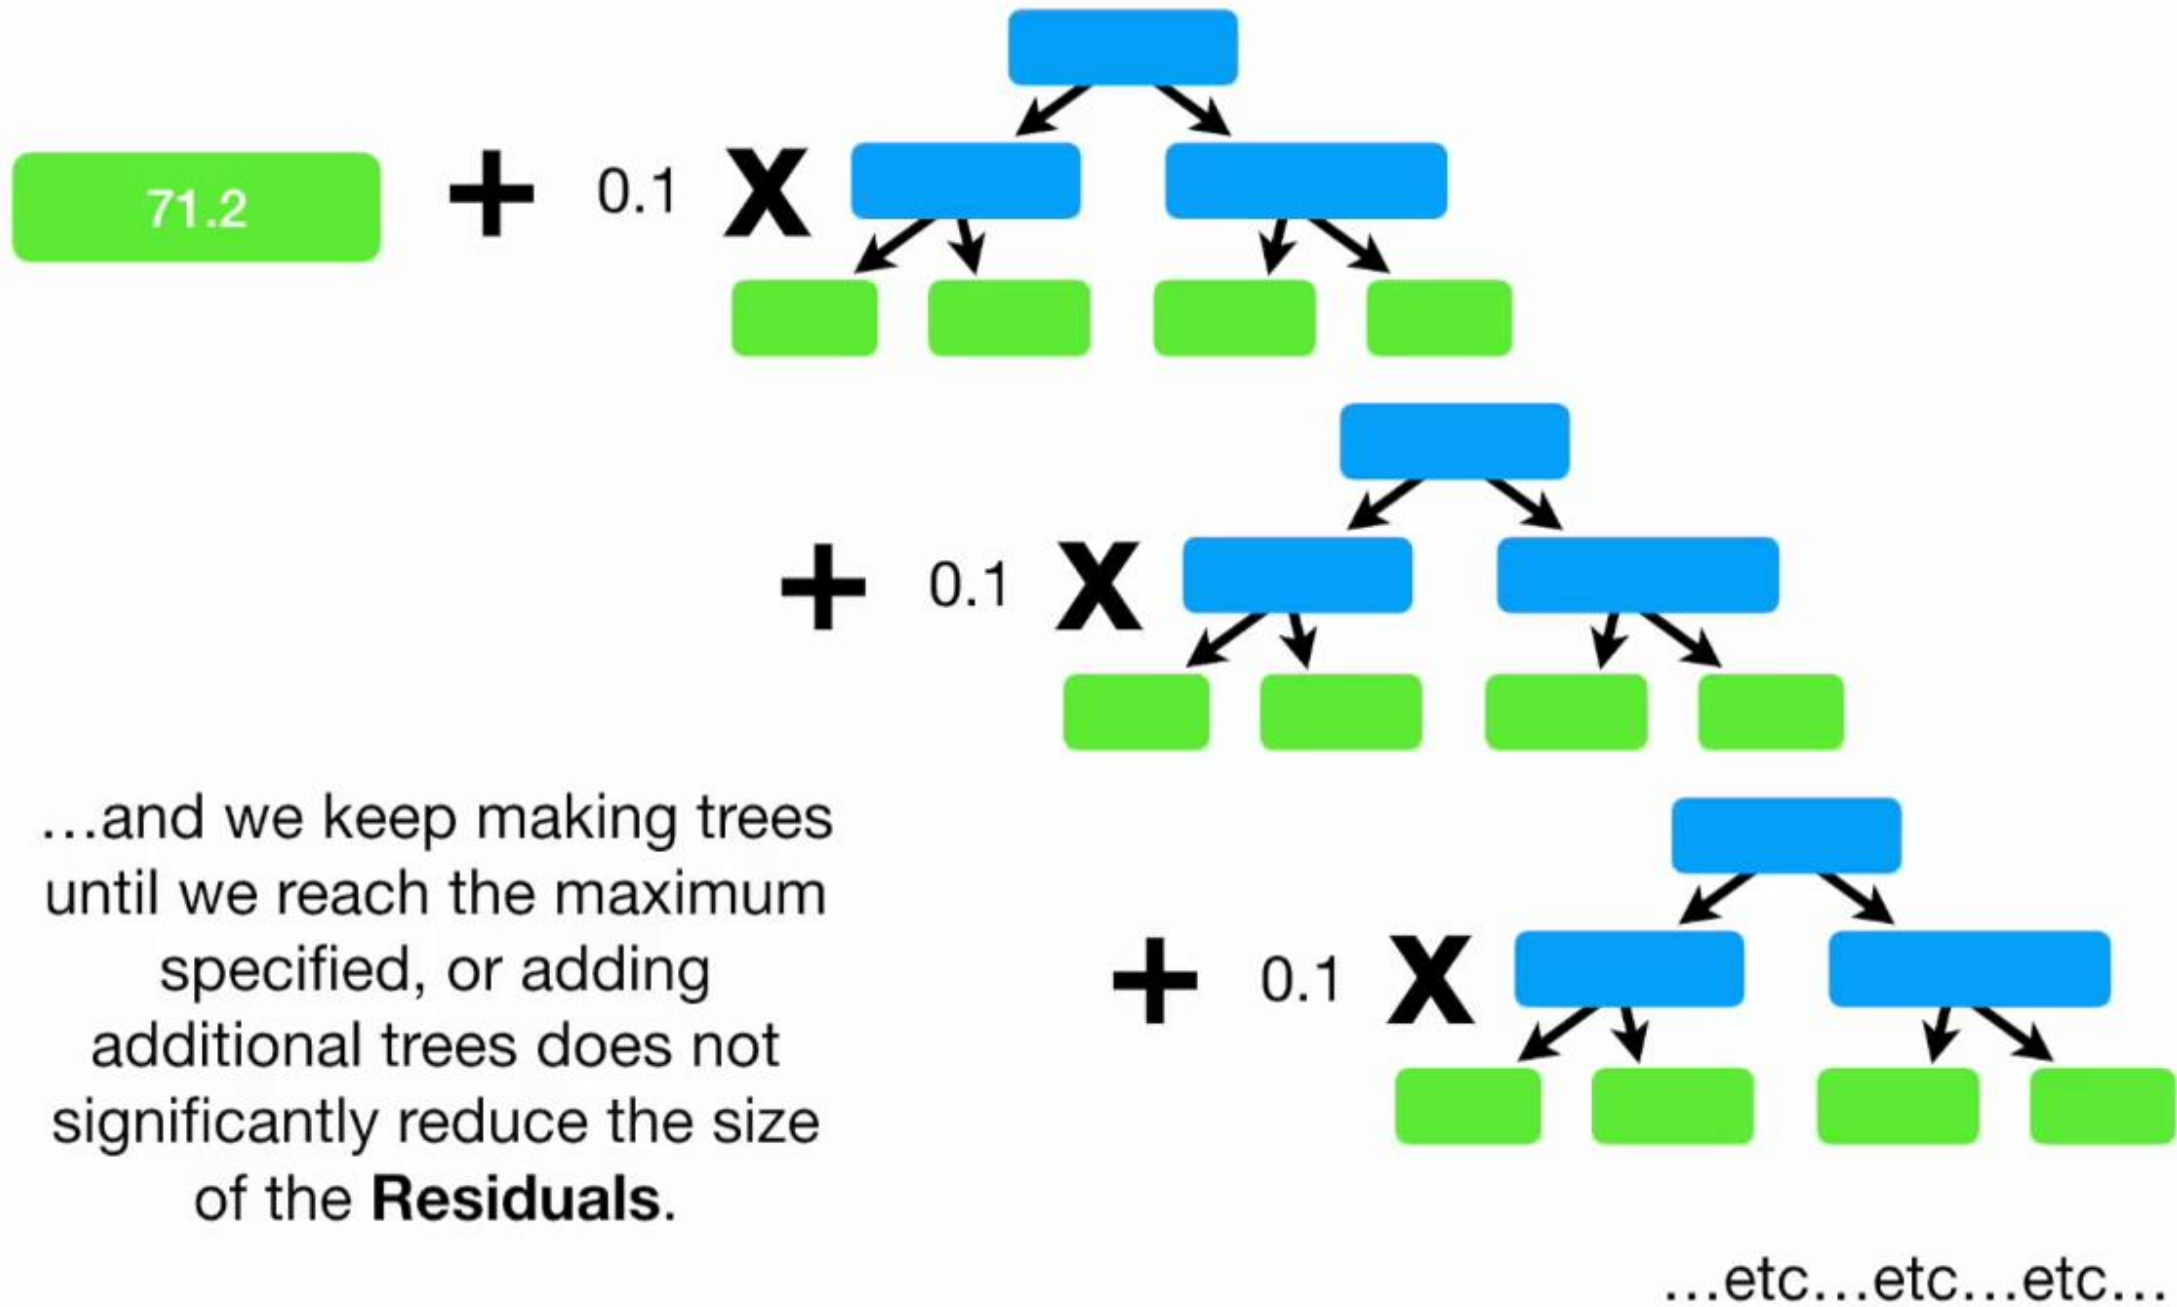 71.2 + 0.1 X
+ 0.1 X
…and we keep making trees
until we reach the maximum
specified, or adding
additional trees does not
significantly reduce the size
of the Residuals.
+ 0.1 X
…etc…etc…etc…